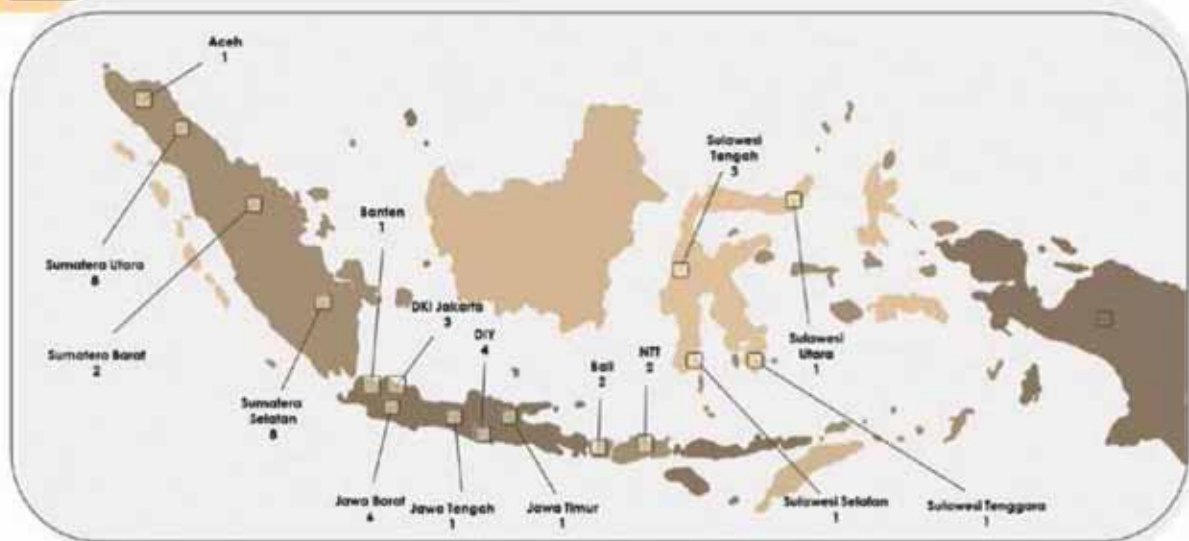 Aceh
1
Sulawesi
Tengah
3
Banten
1
Sumatera Utara
8
DKI Jakarta
3
Sumatera Barat
2
DIY
4
Sulawesi
Utara
1
Bali
2
NTT
2
Sumatera
Selatan
8
Jawa Barat
6
Jawa Tengah
1
Jawa Timur
1
Sulawesi Selatan
1
Sulawesi Tenggara
1